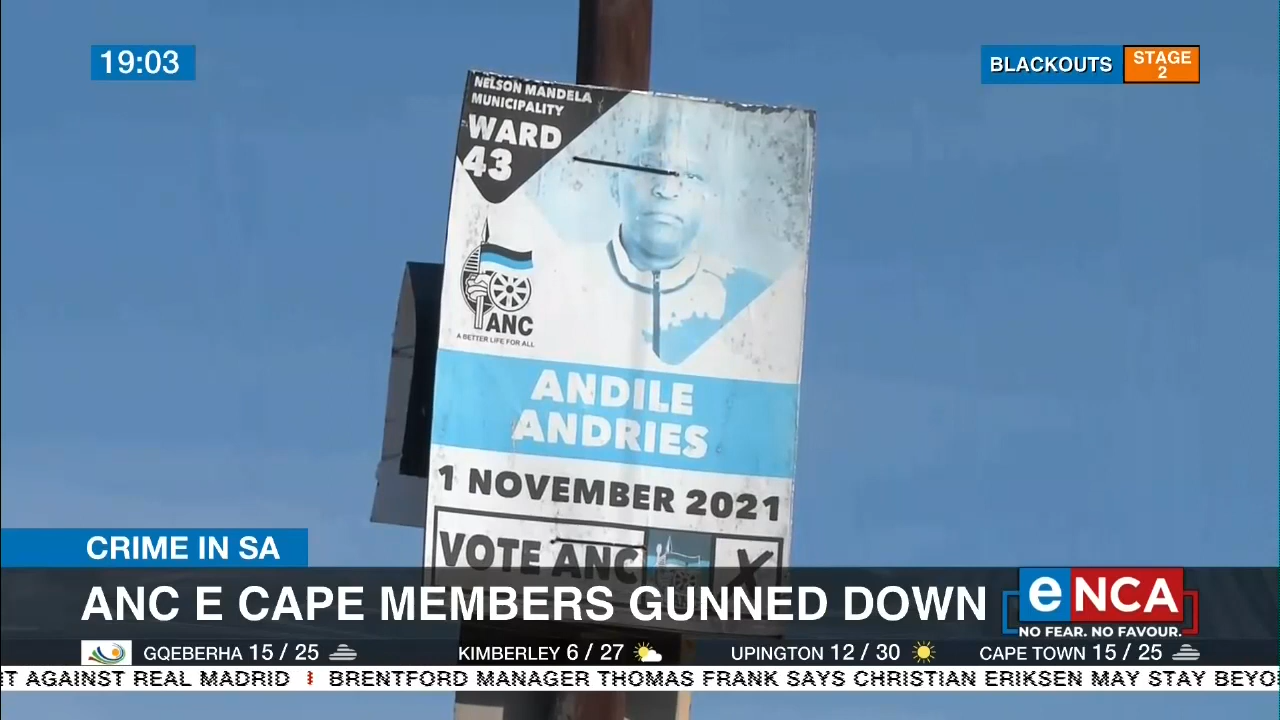 19:03
BLACKOUTS
STAGE
2
NELSON MANDELA
MUNICIPALITY
WARD
43
ANC
A BETTER LIFE FOR ALL
ANDILE
ANDRIES
1 NOVEMBER 2021
VOTE ANC
X
CRIME IN SA
ANC E CAPE MEMBERS GUNNED DOWN
eNCA
NO FEAR. NO FAVOUR.
GQEBERHA 15 / 25 KIMBERLEY 6 / 27 UPINGTON 12 / 30 CAPE TOWN 15 / 25
T AGAINST REAL MADRID BRENTFORD MANAGER THOMAS FRANK SAYS CHRISTIAN ERIKSEN MAY STAY BEYO